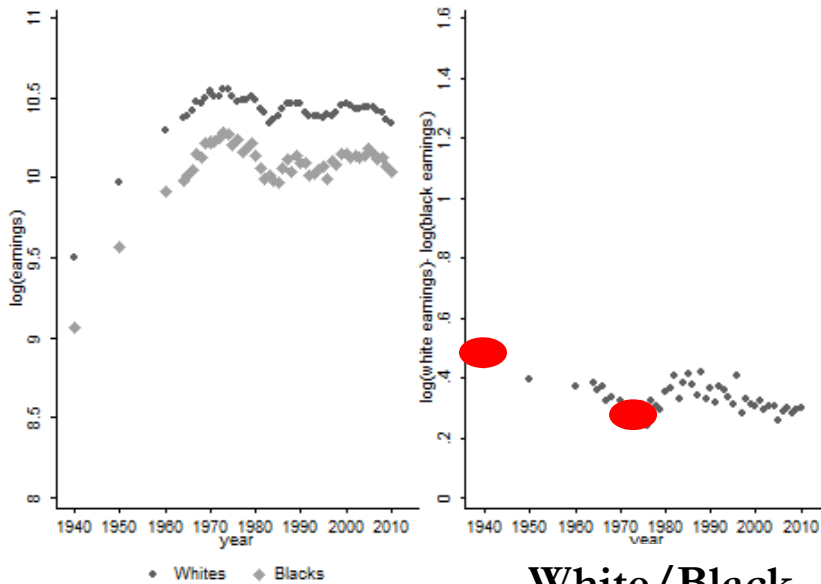 11
10.5
10
9.5
9
8.5
8
log(earnings)
1940 1950 1960 1970 1980 1990 2000 2010
year
Whites Blacks
1.6
1.4
1.2
1
.8
.6
.4
.2
0
log(white earnings)- log(black earnings)
1940 1950 1960 1970 1980 1990 2000 2010
year
White/Black